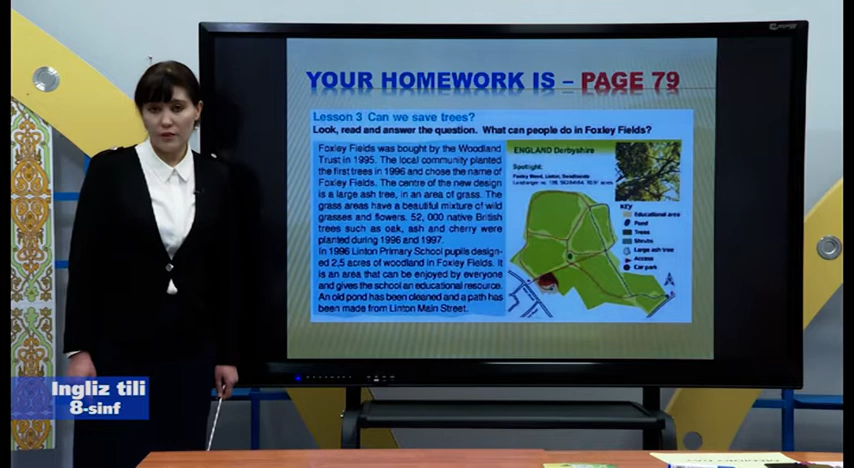 YOUR HOMEWORK IS – PAGE 79
Lesson 3 Can we save trees?
Look, read and answer the question. What can people do in Foxley Fields?
Foxley Fields was bought by the Woodland
Trust in 1995. The local community planted
the first trees in 1996 and chose the name of
Foxley Fields. The centre of the new design
is a large ash tree, in an area of grass. The
grass areas have a beautiful mixture of wild
grasses and flowers. 52, 000 native British
trees such as oak, ash and cherry were
planted during 1996 and 1997.
In 1996 Linton Primary School pupils design-
ed 2,5 acres of woodland in Foxley Fields. It
is an area that can be enjoyed by everyone
and gives the school an educational resource.
An old pond has been cleaned and a path has
been made from Linton Main Street.
ENGLAND Derbyshire
Spotlight:
Foxley Wood, Linton, Swadlincote
KEY
Educational area
Pond
Trees
Shrubs
Large ash tree
Access
Car park
Ingliz tili
8-sinf